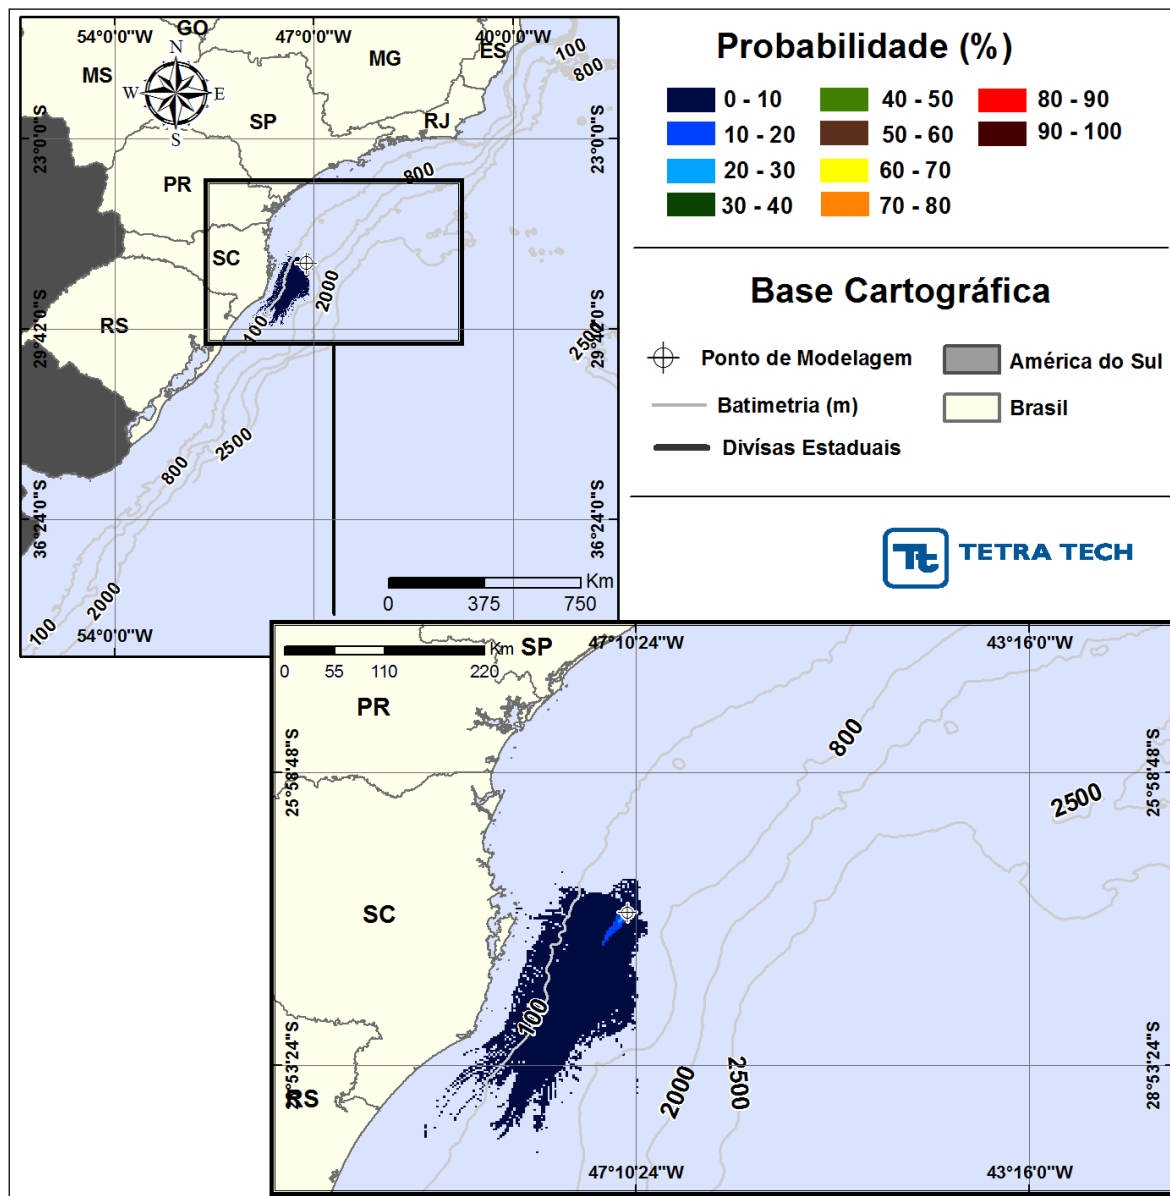 GO
54°0'0"W
47°0'0"W
40°0'0"W
ES
100
800
N
MG
MS
W
E
SP
S
RJ
23°0'0"S
23°0'0"S
800
PR
SC
2000
RS
100
29°42'0"S
29°42'0"S
2500
2500
800
36°24'0"S
36°24'0"S
2000
100
Km
0 375 750
54°0'0"W
47°0'0"W
Probabilidade (%)
0 - 10
40 - 50
80 - 90
10 - 20
50 - 60
90 - 100
20 - 30
60 - 70
30 - 40
70 - 80
Base Cartográfica
Ponto de Modelagem
América do Sul
Batimetria (m)
Brasil
Divísas Estaduais
Tt TETRA TECH
Km
0 55 110 220
SP
47°10'24"W
43°16'0"W
PR
800
25°58'48"S
25°58'48"S
2500
SC
100
28°53'24"S
28°53'24"S
2000
2500
RS
47°10'24"W
43°16'0"W